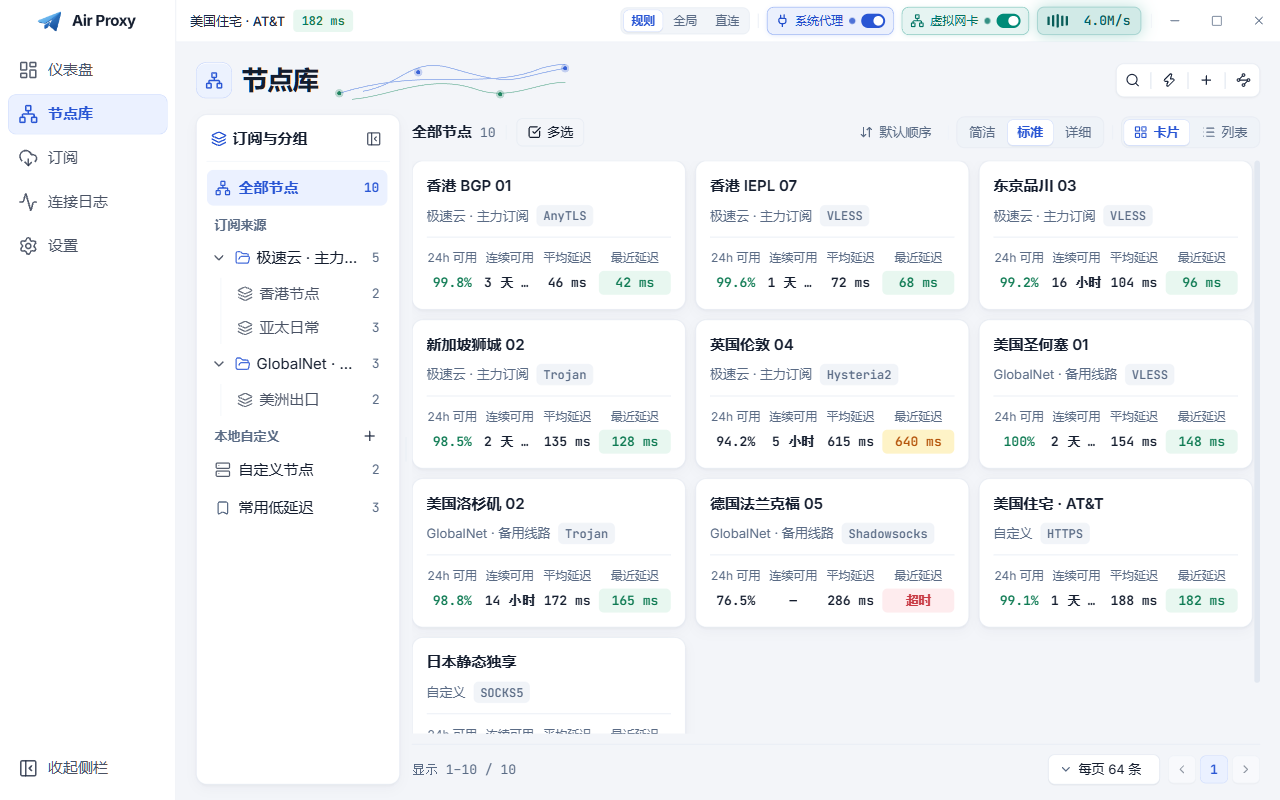 Air Proxy
美国住宅 · AT&T 182 ms 规则 全局 直连 系统代理 虚拟网卡 4.0M/s
仪表盘
节点库
订阅
连接日志
设置
收起侧栏
节点库
订阅与分组
全部节点 10
订阅来源
极速云 · 主力... 5
香港节点 2
亚太日常 3
GlobalNet · ... 3
美洲出口 2
本地自定义
自定义节点 2
常用低延迟 3
全部节点 10 多选 默认顺序 简洁 标准 详细 卡片 列表
香港 BGP 01
极速云 · 主力订阅 AnyTLS
24h 可用 连续可用 平均延迟 最近延迟
99.8% 3 天 … 46 ms 42 ms
香港 IEPL 07
极速云 · 主力订阅 VLESS
24h 可用 连续可用 平均延迟 最近延迟
99.6% 1 天 … 72 ms 68 ms
东京品川 03
极速云 · 主力订阅 VLESS
24h 可用 连续可用 平均延迟 最近延迟
99.2% 16 小时 104 ms 96 ms
新加坡狮城 02
极速云 · 主力订阅 Trojan
24h 可用 连续可用 平均延迟 最近延迟
98.5% 2 天 … 135 ms 128 ms
英国伦敦 04
极速云 · 主力订阅 Hysteria2
24h 可用 连续可用 平均延迟 最近延迟
94.2% 5 小时 615 ms 640 ms
美国圣何塞 01
GlobalNet · 备用线路 VLESS
24h 可用 连续可用 平均延迟 最近延迟
100% 2 天 … 154 ms 148 ms
美国洛杉矶 02
GlobalNet · 备用线路 Trojan
24h 可用 连续可用 平均延迟 最近延迟
98.8% 14 小时 172 ms 165 ms
德国法兰克福 05
GlobalNet · 备用线路 Shadowsocks
24h 可用 连续可用 平均延迟 最近延迟
76.5% — 286 ms 超时
美国住宅 · AT&T
自定义 HTTPS
24h 可用 连续可用 平均延迟 最近延迟
99.1% 1 天 … 188 ms 182 ms
日本静态独享
自定义 SOCKS5
24h 可用 连续可用 平均延迟 最近延迟
显示 1-10 / 10 每页 64 条 1